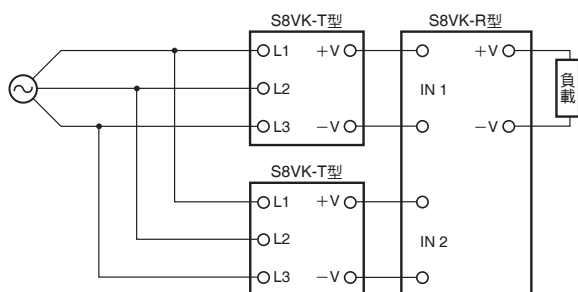 S8VK-T型
S8VK-R型
L1
+V
L2
L3
−V
IN 1
+V
−V
負載
S8VK-T型
L1
+V
L2
L3
−V
IN 2